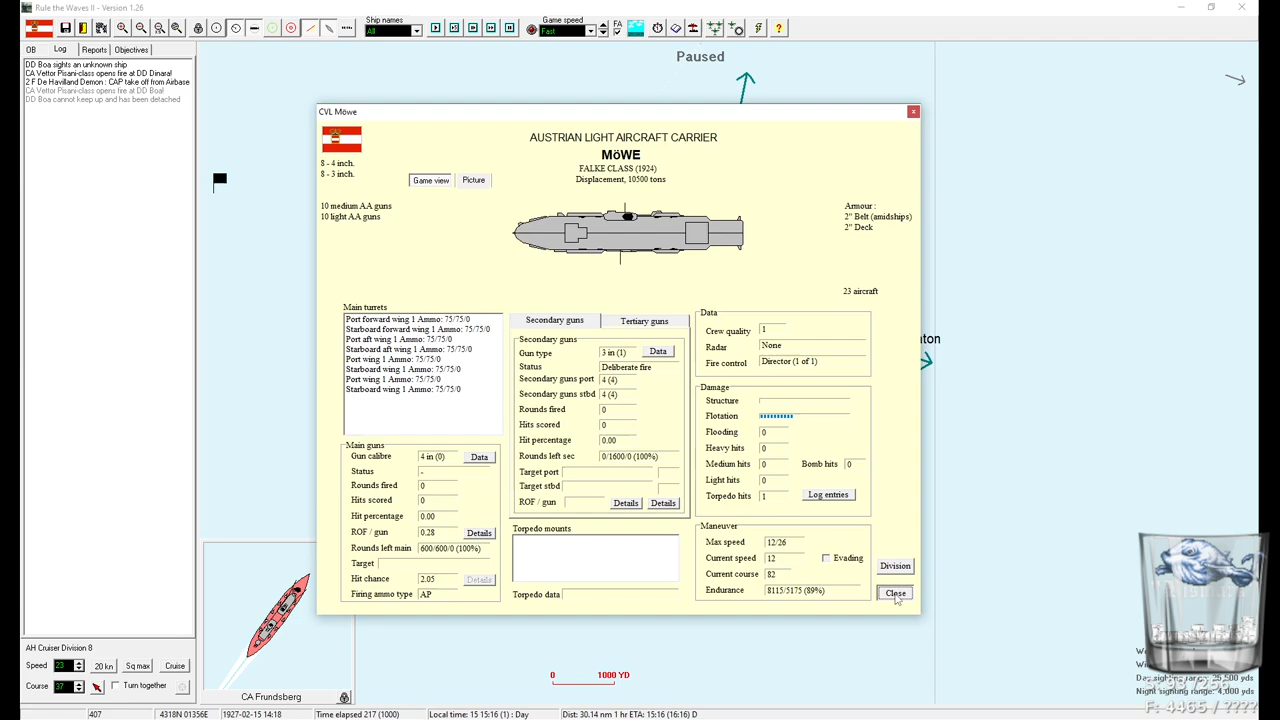 Rule the Waves II - Version 1.26
Ship names
All
Game speed
Fast
FA
OB Log Reports Objectives
DD Boa sights an unknown ship
CA Vettor Pisani-class opens fire at DD Dinara!
2 F De Havilland Demon : CAP take off from Airbase
CA Vettor Pisani-class opens fire at DD Boa!
DD Boa cannot keep up and has been detached
Paused
CVL Möwe
AUSTRIAN LIGHT AIRCRAFT CARRIER
MöWE
FALKE CLASS (1924)
Displacement, 10500 tons
8 - 4 inch.
8 - 3 inch.
Game view Picture
10 medium AA guns
10 light AA guns
Armour :
2" Belt (amidships)
2" Deck
23 aircraft
Main turrets
Port forward wing 1 Ammo: 75/75/0
Starboard forward wing 1 Ammo: 75/75/0
Port aft wing 1 Ammo: 75/75/0
Starboard aft wing 1 Ammo: 75/75/0
Port wing 1 Ammo: 75/75/0
Starboard wing 1 Ammo: 75/75/0
Port wing 1 Ammo: 75/75/0
Starboard wing 1 Ammo: 75/75/0
Main guns
Gun calibre 4 in (0) Data
Status -
Rounds fired 0
Hits scored 0
Hit percentage 0.00
ROF / gun 0.28 Details
Rounds left main 600/600/0 (100%)
Target
Hit chance 2.05 Details
Firing ammo type AP
Secondary guns Tertiary guns
Secondary guns
Gun type 3 in (1) Data
Status Deliberate fire
Secondary guns port 4 (4)
Secondary guns stbd 4 (4)
Rounds fired 0
Hits scored 0
Hit percentage 0.00
Rounds left sec 0/1600/0 (100%)
Target port
Target stbd
ROF / gun Details Details
Torpedo mounts
Torpedo data
Data
Crew quality 1
Radar None
Fire control Director (1 of 1)
Damage
Structure
Flotation
Flooding 0
Heavy hits 0
Medium hits 0 Bomb hits 0
Light hits 0
Torpedo hits 1 Log entries
Maneuver
Max speed 12/26
Current speed 12 Evading
Current course 82
Endurance 8115/5175 (89%)
Division
Close
AH Cruiser Division 8
Speed 23 20 kn Sq max Cruise
Course 37 Turn together
CA Frundsberg
0 1000 YD
Night sighting range: 4,000 yds
F: 4465 / ????
407 4318N 01356E 1927-02-15 14:18 Time elapsed 217 (1000) Local time: 15 15:16 (1) : Day Dist: 30.14 nm 1 hr ETA: 15:16 (16:16) D